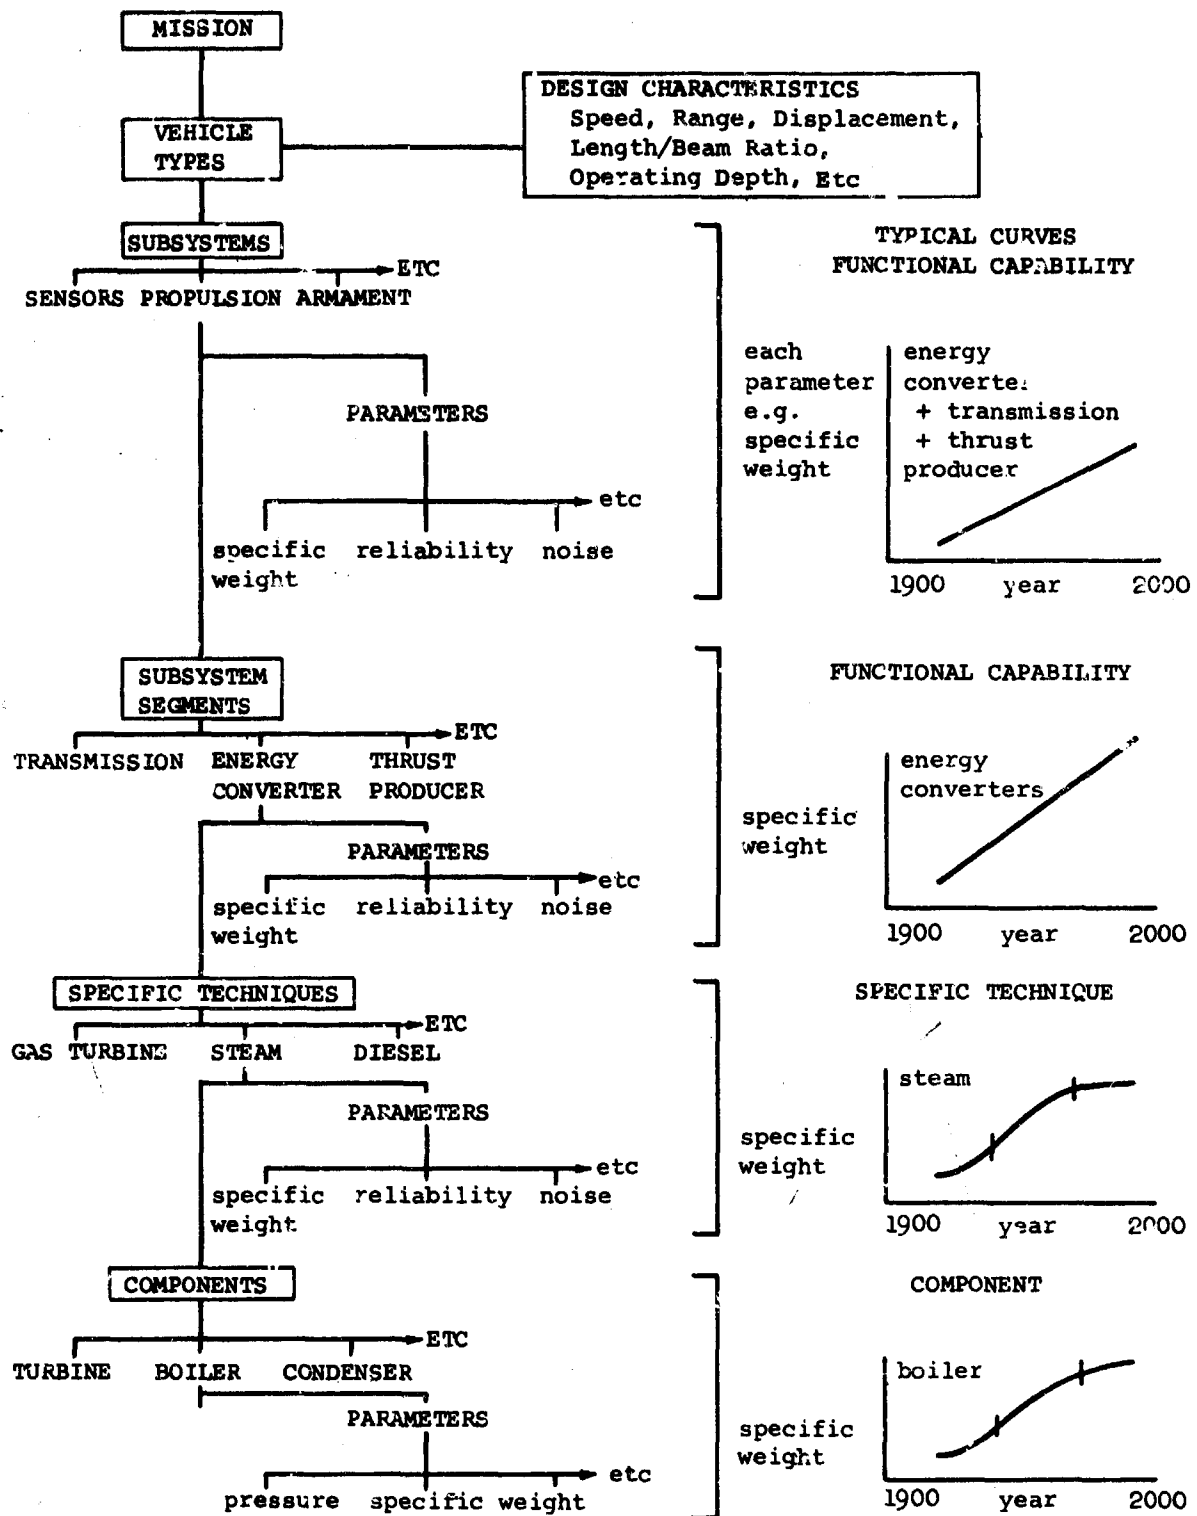 MISSION
DESIGN CHARACTERISTICS
Speed, Range, Displacement,
Length/Beam Ratio,
Operating Depth, Etc
VEHICLE
TYPES
SUBSYSTEMS
ETC
SENSORS PROPULSION ARMAMENT
TYPICAL CURVES
FUNCTIONAL CAPABILITY
PARAMETERS
etc
specific reliability noise
weight
each
parameter
e.g.
specific
weight
energy
converter
+ transmission
+ thrust
producer
1900 year 2000
SUBSYSTEM
SEGMENTS
ETC
TRANSMISSION ENERGY THRUST
CONVERTER PRODUCER
PARAMETERS
etc
specific reliability noise
weight
FUNCTIONAL CAPABILITY
energy
converters
specific
weight
1900 year 2000
SPECIFIC TECHNIQUES
ETC
GAS TURBINE STEAM DIESEL
PARAMETERS
etc
specific reliability noise
weight
SPECIFIC TECHNIQUE
steam
specific
weight
1900 year 2000
COMPONENTS
ETC
TURBINE BOILER CONDENSER
PARAMETERS
etc
pressure specific weight
COMPONENT
boiler
specific
weight
1900 year 2000